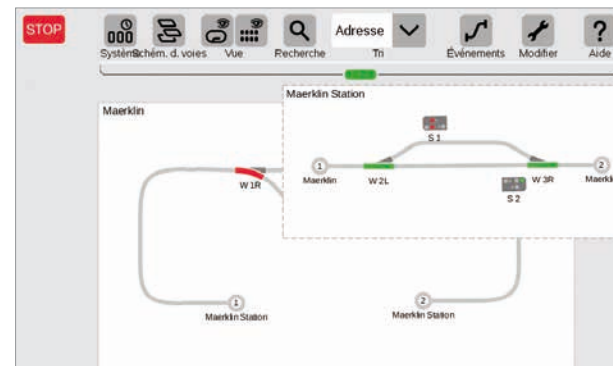 STOP
000
Système
Schém. d. voies
Vue
Recherche
Adresse
Tri
Événements
Modifier
?
Aide
Maerklin
Maerklin Station
S 1
1
Maerklin
W 2L
W 3R
2
S 2
W 1R
1
Maerklin Station
2
Maerklin Station